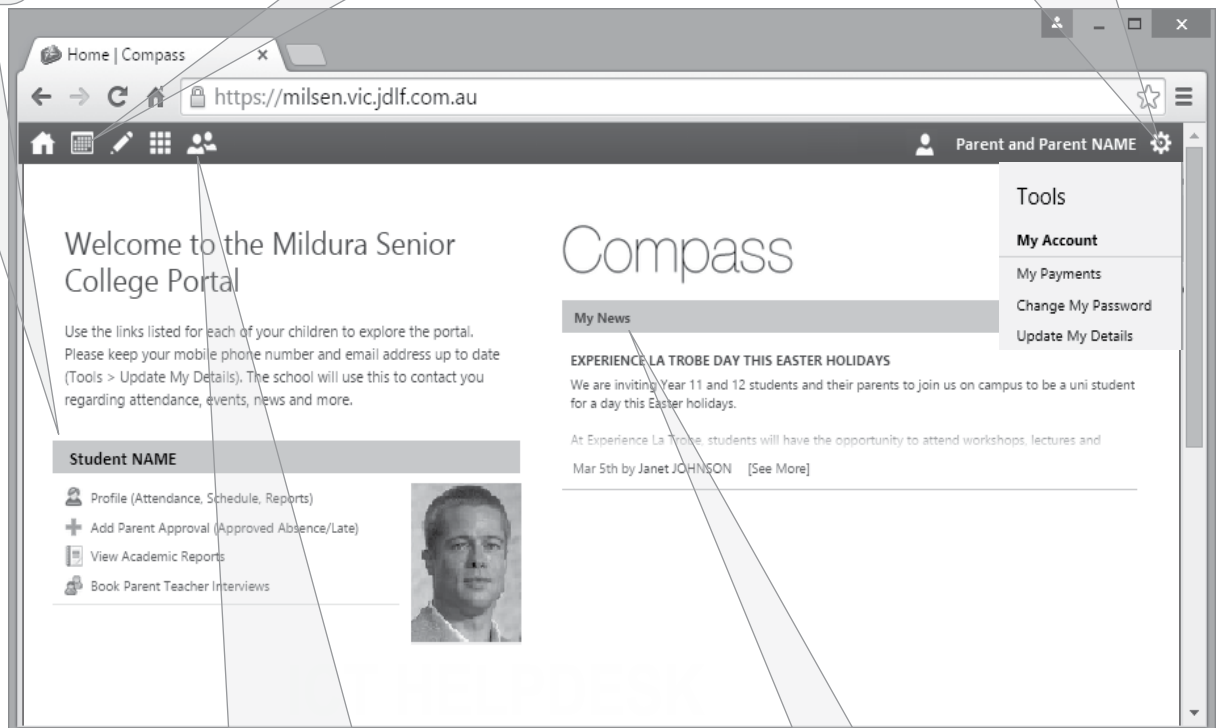 Home | Compass
https://milsen.vic.jdlf.com.au
Parent and Parent NAME
Tools
My Account
My Payments
Change My Password
Update My Details
Welcome to the Mildura Senior
College Portal
Use the links listed for each of your children to explore the portal.
Please keep your mobile phone number and email address up to date
(Tools > Update My Details). The school will use this to contact you
regarding attendance, events, news and more.
Student NAME
Profile (Attendance, Schedule, Reports)
Add Parent Approval (Approved Absence/Late)
View Academic Reports
Book Parent Teacher Interviews
Compass
My News
EXPERIENCE LA TROBE DAY THIS EASTER HOLIDAYS
We are inviting Year 11 and 12 students and their parents to join us on campus to be a uni student
for a day this Easter holidays.
At Experience La Trobe, students will have the opportunity to attend workshops, lectures and
Mar 5th by Janet JOHNSON [See More]